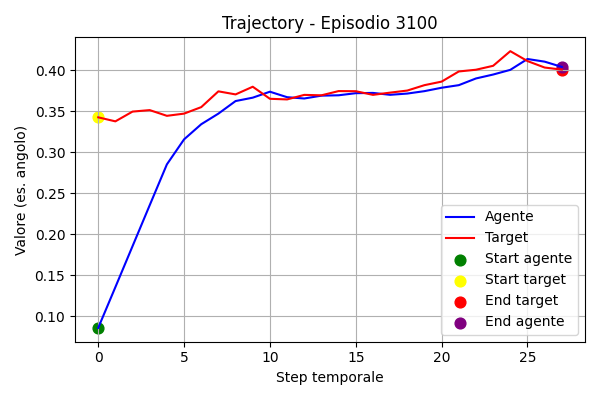 Trajectory - Episodio 3100
Valore (es. angolo)
0.40
0.35
0.30
0.25
0.20
0.15
0.10
0
5
10
15
20
25
Step temporale
Agente
Target
Start agente
Start target
End target
End agente